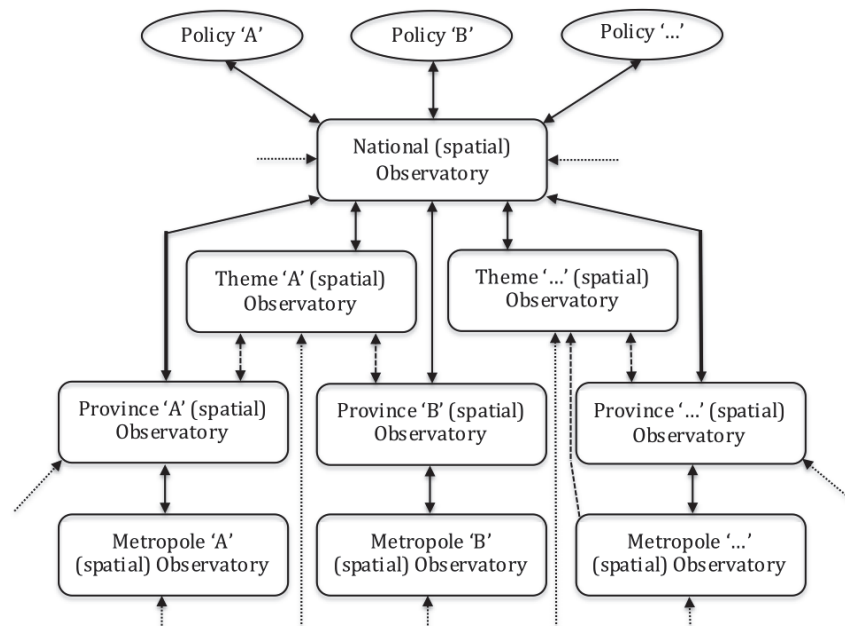 Policy ‘A’
Policy ‘B’
Policy ‘…’
National (spatial)
Observatory
Theme ‘A’ (spatial)
Observatory
Theme ‘…’ (spatial)
Observatory
Province ‘A’ (spatial)
Observatory
Province ‘B’ (spatial)
Observatory
Province ‘…’ (spatial)
Observatory
Metropole ‘A’
(spatial) Observatory
Metropole ‘B’
(spatial) Observatory
Metropole ‘…’
(spatial) Observatory